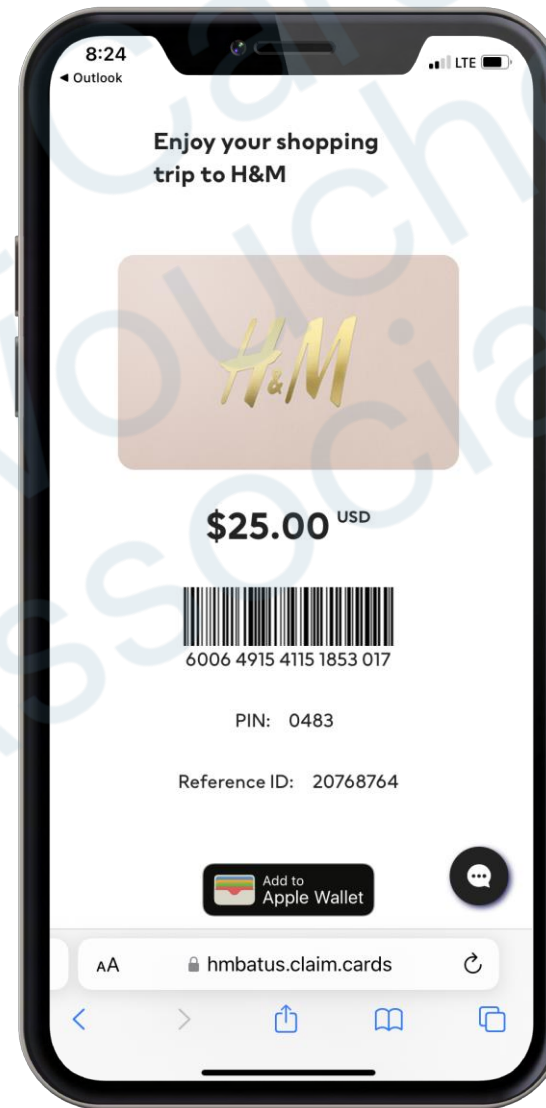 8:24
LTE
◀ Outlook
Enjoy your shopping
trip to H&M
H&M
$25.00 USD
6006 4915 4115 1853 017
PIN: 0483
Reference ID: 20768764
Add to
Apple Wallet
AA hmbatus.claim.cards